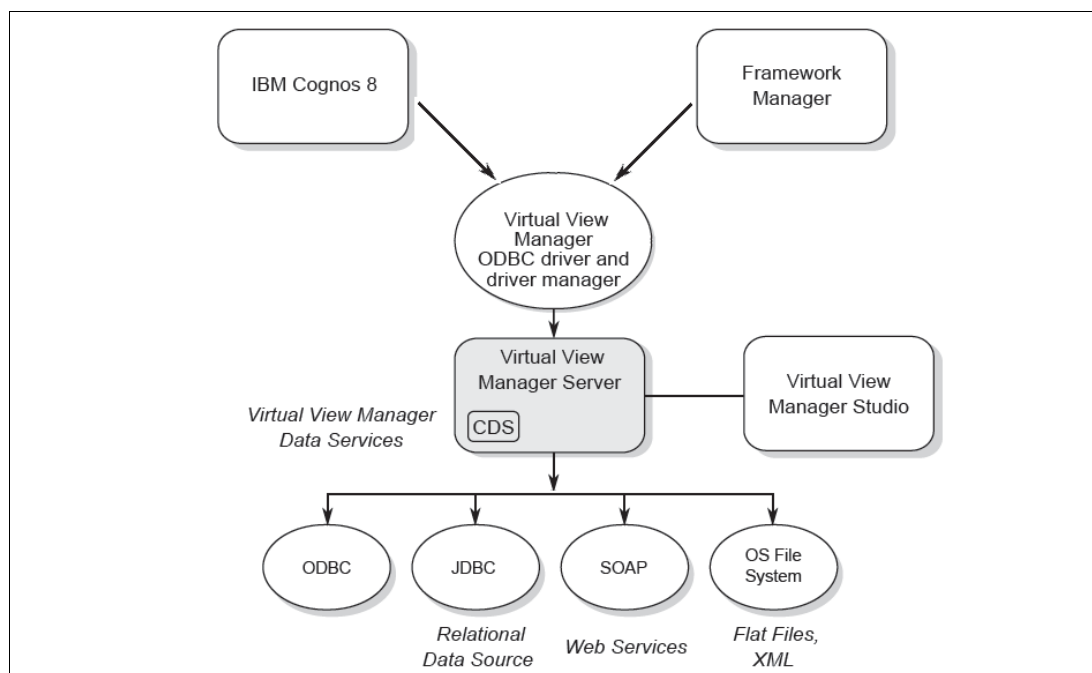 IBM Cognos 8
Framework
Manager
Virtual View
Manager
ODBC driver and
driver manager
Virtual View
Manager Server
CDS
Virtual View
Manager Studio
Virtual View Manager
Data Services
ODBC
JDBC
SOAP
OS File
System
Relational
Data Source
Web Services
Flat Files,
XML